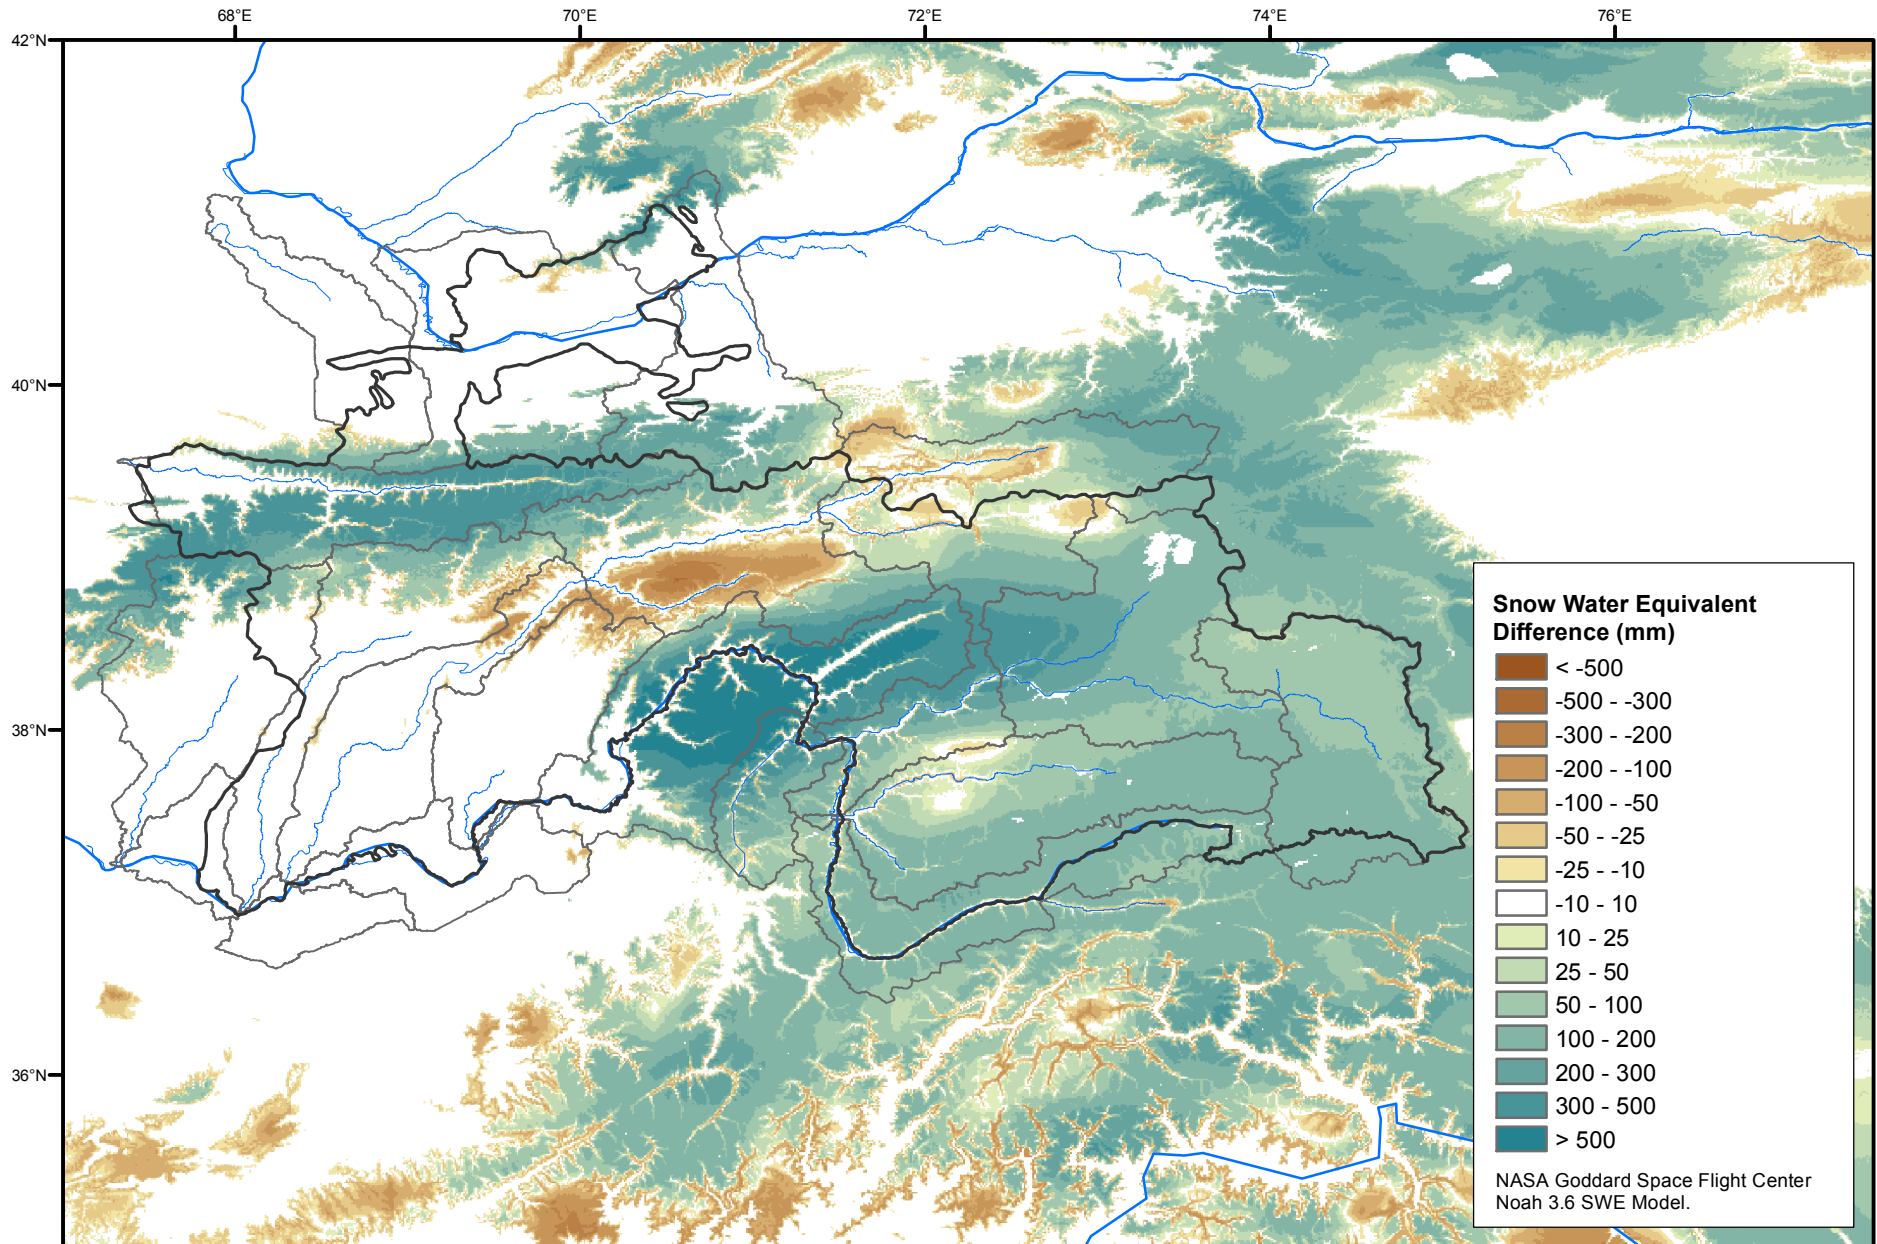 68°E
70°E
72°E
74°E
76°E
42°N
40°N
38°N
36°N
Snow Water Equivalent
Difference (mm)
< -500
-500 - -300
-300 - -200
-200 - -100
-100 - -50
-50 - -25
-25 - -10
-10 - 10
10 - 25
25 - 50
50 - 100
100 - 200
200 - 300
300 - 500
> 500
NASA Goddard Space Flight Center
Noah 3.6 SWE Model.